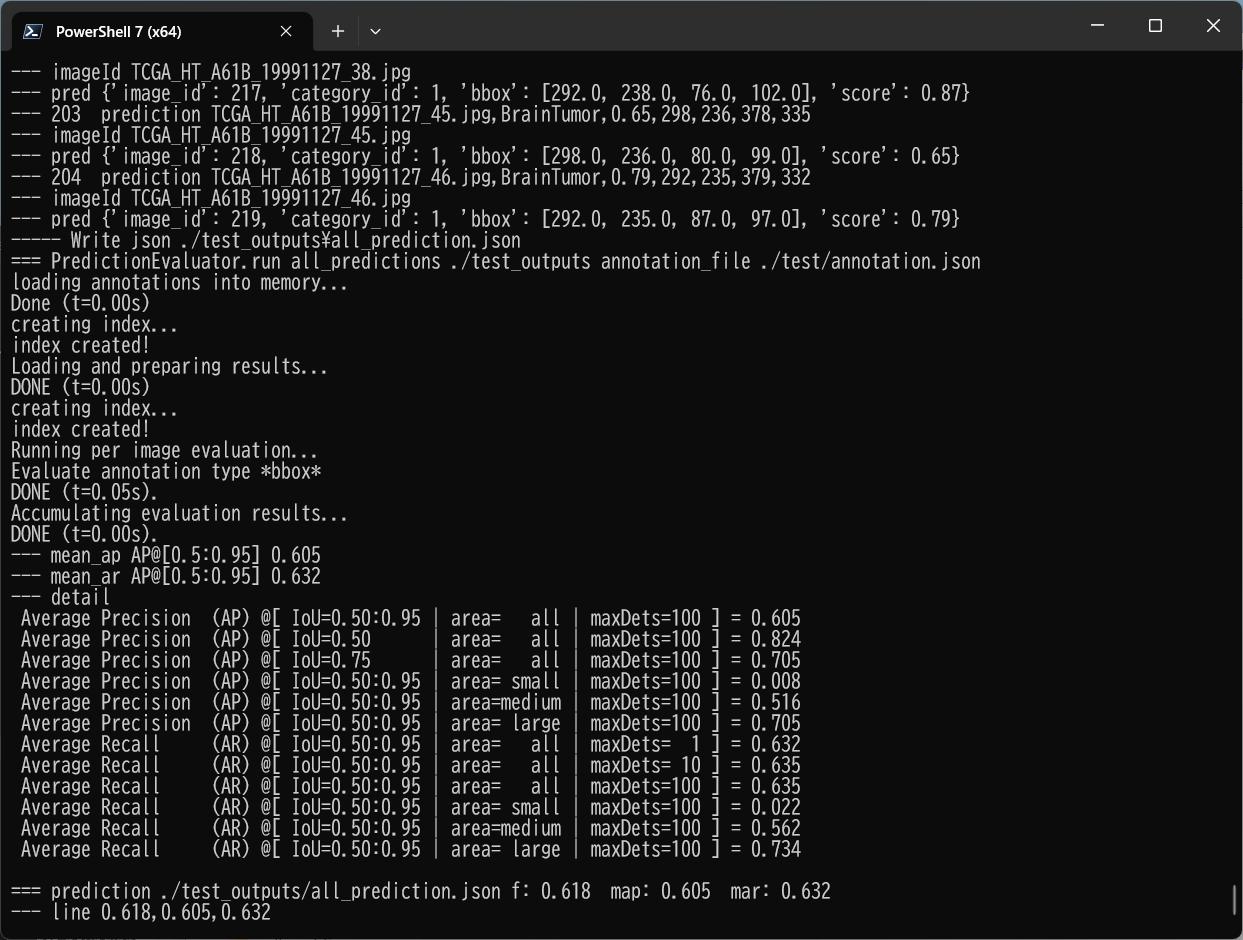 PowerShell 7 (x64)
--- imageId TCGA_HT_A61B_19991127_38.jpg
--- pred {'image_id': 217, 'category_id': 1, 'bbox': [292.0, 238.0, 76.0, 102.0], 'score': 0.87}
--- 203  prediction TCGA_HT_A61B_19991127_45.jpg,BrainTumor,0.65,298,236,378,335
--- imageId TCGA_HT_A61B_19991127_45.jpg
--- pred {'image_id': 218, 'category_id': 1, 'bbox': [298.0, 236.0, 80.0, 99.0], 'score': 0.65}
--- 204  prediction TCGA_HT_A61B_19991127_46.jpg,BrainTumor,0.79,292,235,379,332
--- imageId TCGA_HT_A61B_19991127_46.jpg
--- pred {'image_id': 219, 'category_id': 1, 'bbox': [292.0, 235.0, 87.0, 97.0], 'score': 0.79}
----- Write json ./test_outputs¥all_prediction.json
=== PredictionEvaluator.run all_predictions ./test_outputs annotation_file ./test/annotation.json
loading annotations into memory...
Done (t=0.00s)
creating index...
index created!
Loading and preparing results...
DONE (t=0.00s)
creating index...
index created!
Running per image evaluation...
Evaluate annotation type *bbox*
DONE (t=0.05s).
Accumulating evaluation results...
DONE (t=0.00s).
--- mean_ap AP@[0.5:0.95] 0.605
--- mean_ar AP@[0.5:0.95] 0.632
--- detail
 Average Precision  (AP) @[ IoU=0.50:0.95 | area=   all | maxDets=100 ] = 0.605
 Average Precision  (AP) @[ IoU=0.50      | area=   all | maxDets=100 ] = 0.824
 Average Precision  (AP) @[ IoU=0.75      | area=   all | maxDets=100 ] = 0.705
 Average Precision  (AP) @[ IoU=0.50:0.95 | area= small | maxDets=100 ] = 0.008
 Average Precision  (AP) @[ IoU=0.50:0.95 | area=medium | maxDets=100 ] = 0.516
 Average Precision  (AP) @[ IoU=0.50:0.95 | area= large | maxDets=100 ] = 0.705
 Average Recall     (AR) @[ IoU=0.50:0.95 | area=   all | maxDets=  1 ] = 0.632
 Average Recall     (AR) @[ IoU=0.50:0.95 | area=   all | maxDets= 10 ] = 0.635
 Average Recall     (AR) @[ IoU=0.50:0.95 | area=   all | maxDets=100 ] = 0.635
 Average Recall     (AR) @[ IoU=0.50:0.95 | area= small | maxDets=100 ] = 0.022
 Average Recall     (AR) @[ IoU=0.50:0.95 | area=medium | maxDets=100 ] = 0.562
 Average Recall     (AR) @[ IoU=0.50:0.95 | area= large | maxDets=100 ] = 0.734
=== prediction ./test_outputs/all_prediction.json f: 0.618  map: 0.605  mar: 0.632
--- line 0.618,0.605,0.632